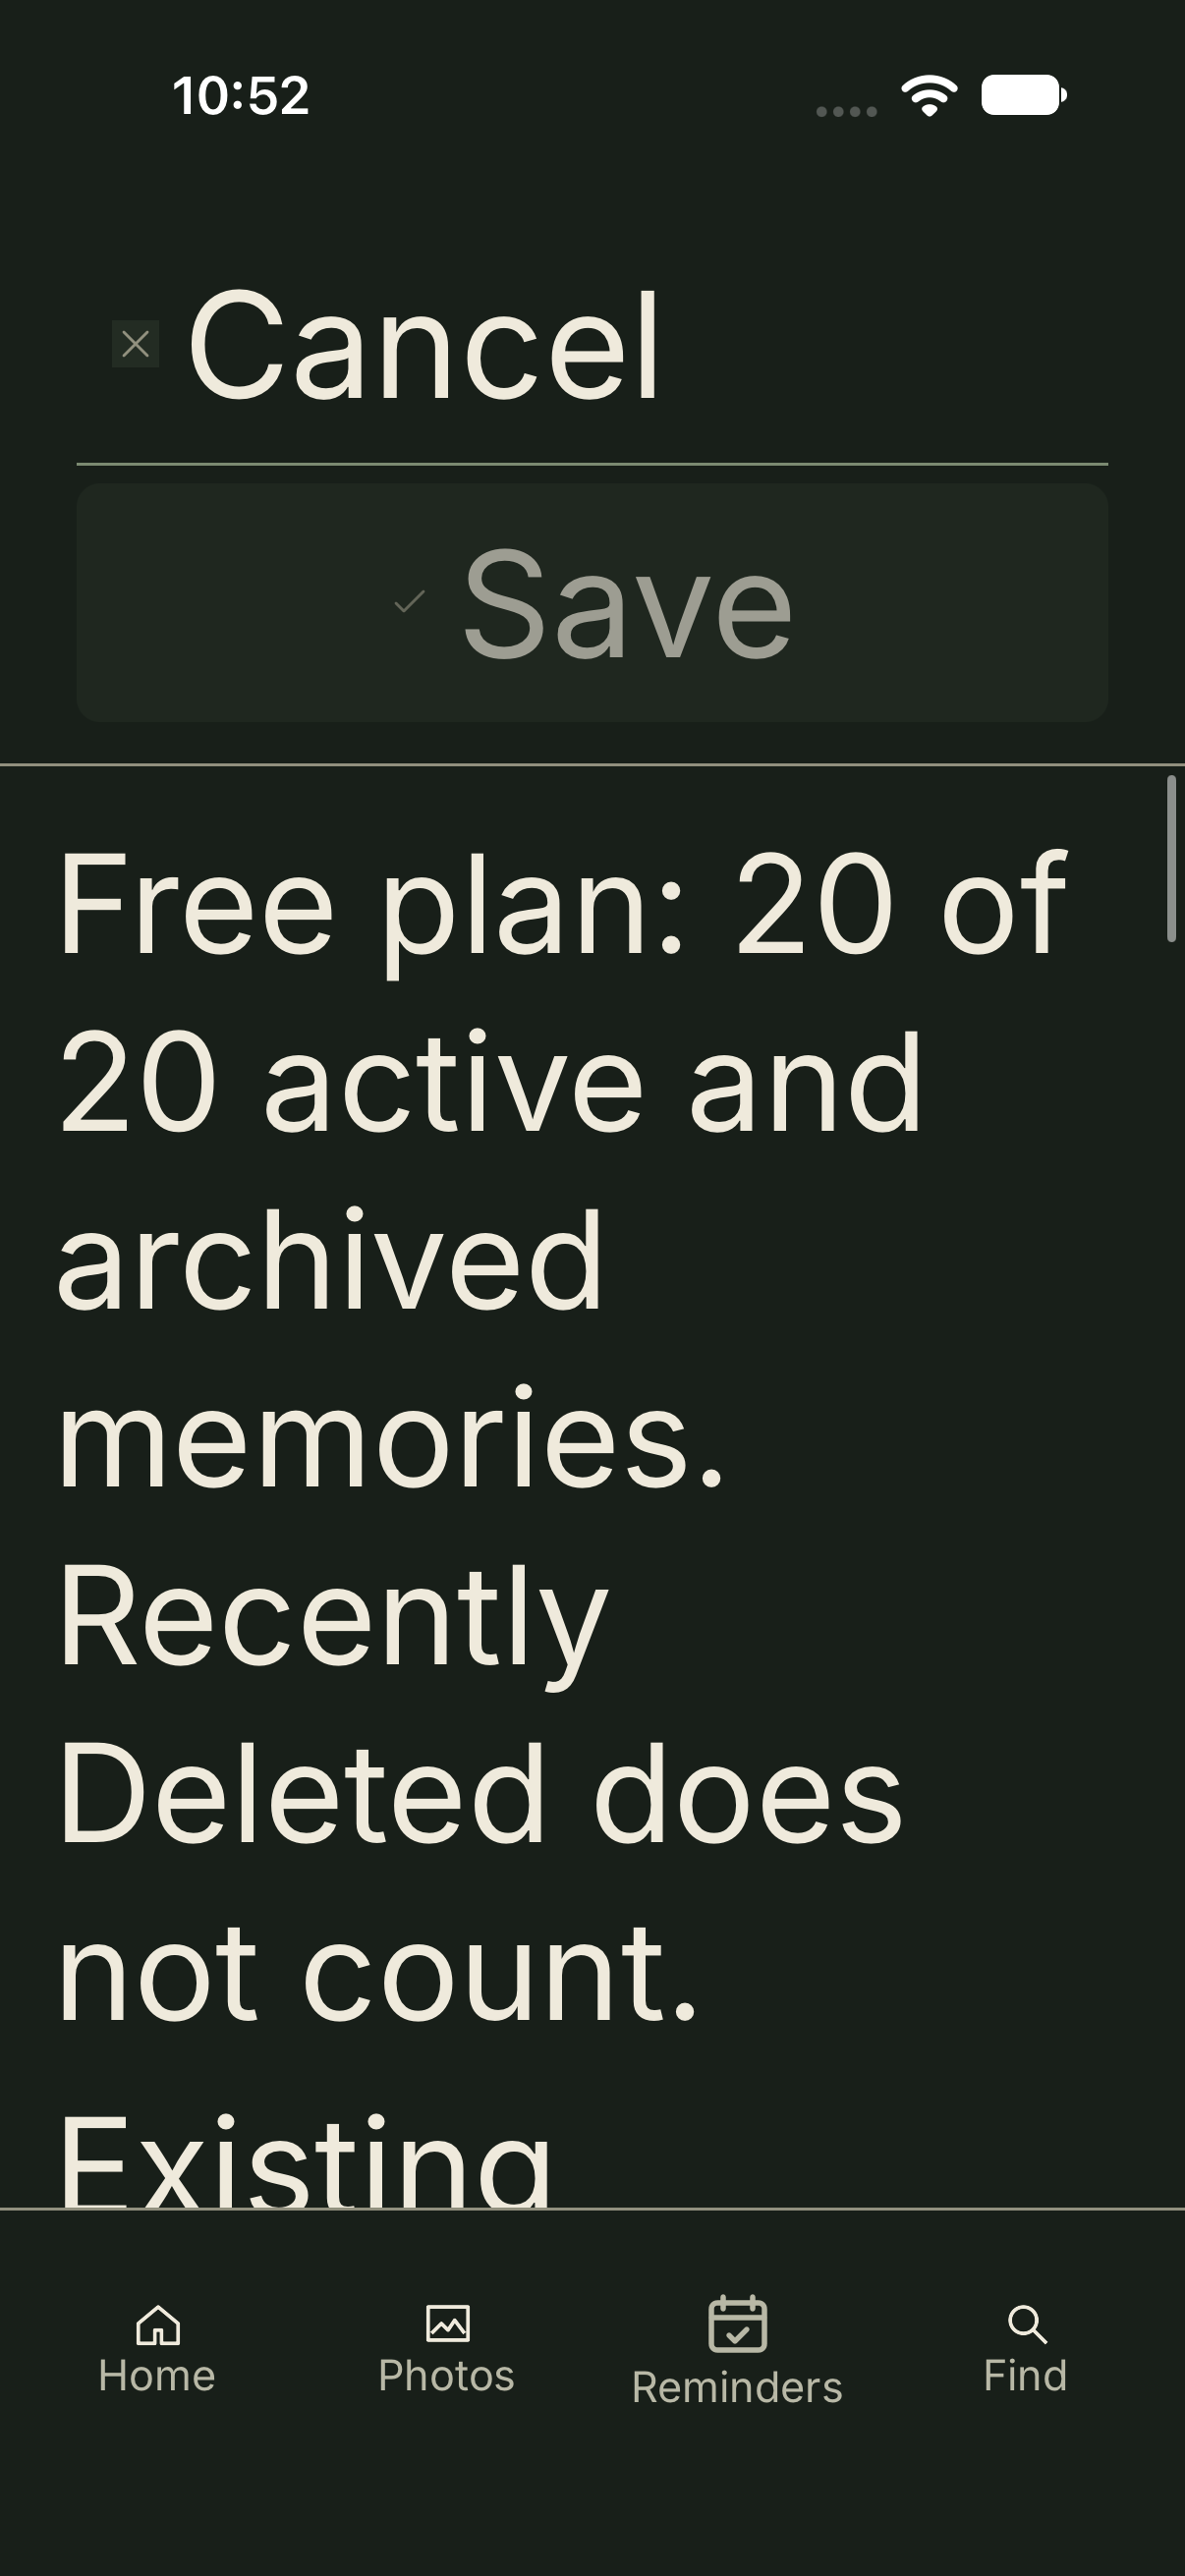 10:52
Cancel
Save
Free plan: 20 of
20 active and
archived
memories.
Recently
Deleted does
not count.
Existing
Home
Photos
Reminders
Find